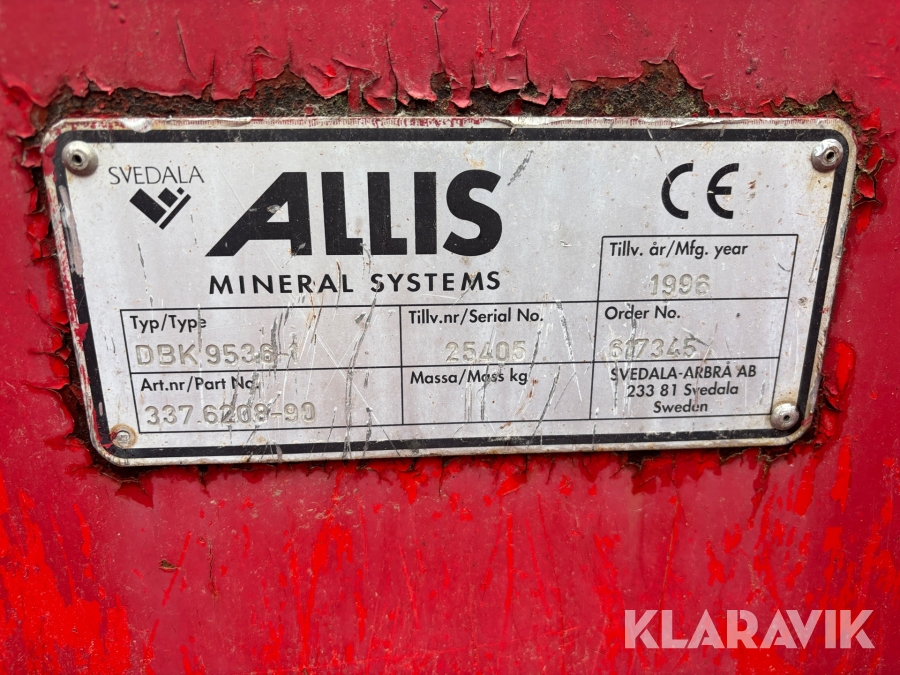 SVEDALA
ALLIS
MINERAL SYSTEMS
CE
Tillv. år/Mfg. year
1996
Typ/Type
DBK 9536-1
Tillv.nr/Serial No.
25405
Order No.
617345
Art.nr/Part No.
337.6208-90
Massa/Mass kg
SVEDALA-ARBRÅ AB
233 81 Svedala
Sweden
KLARAVIK